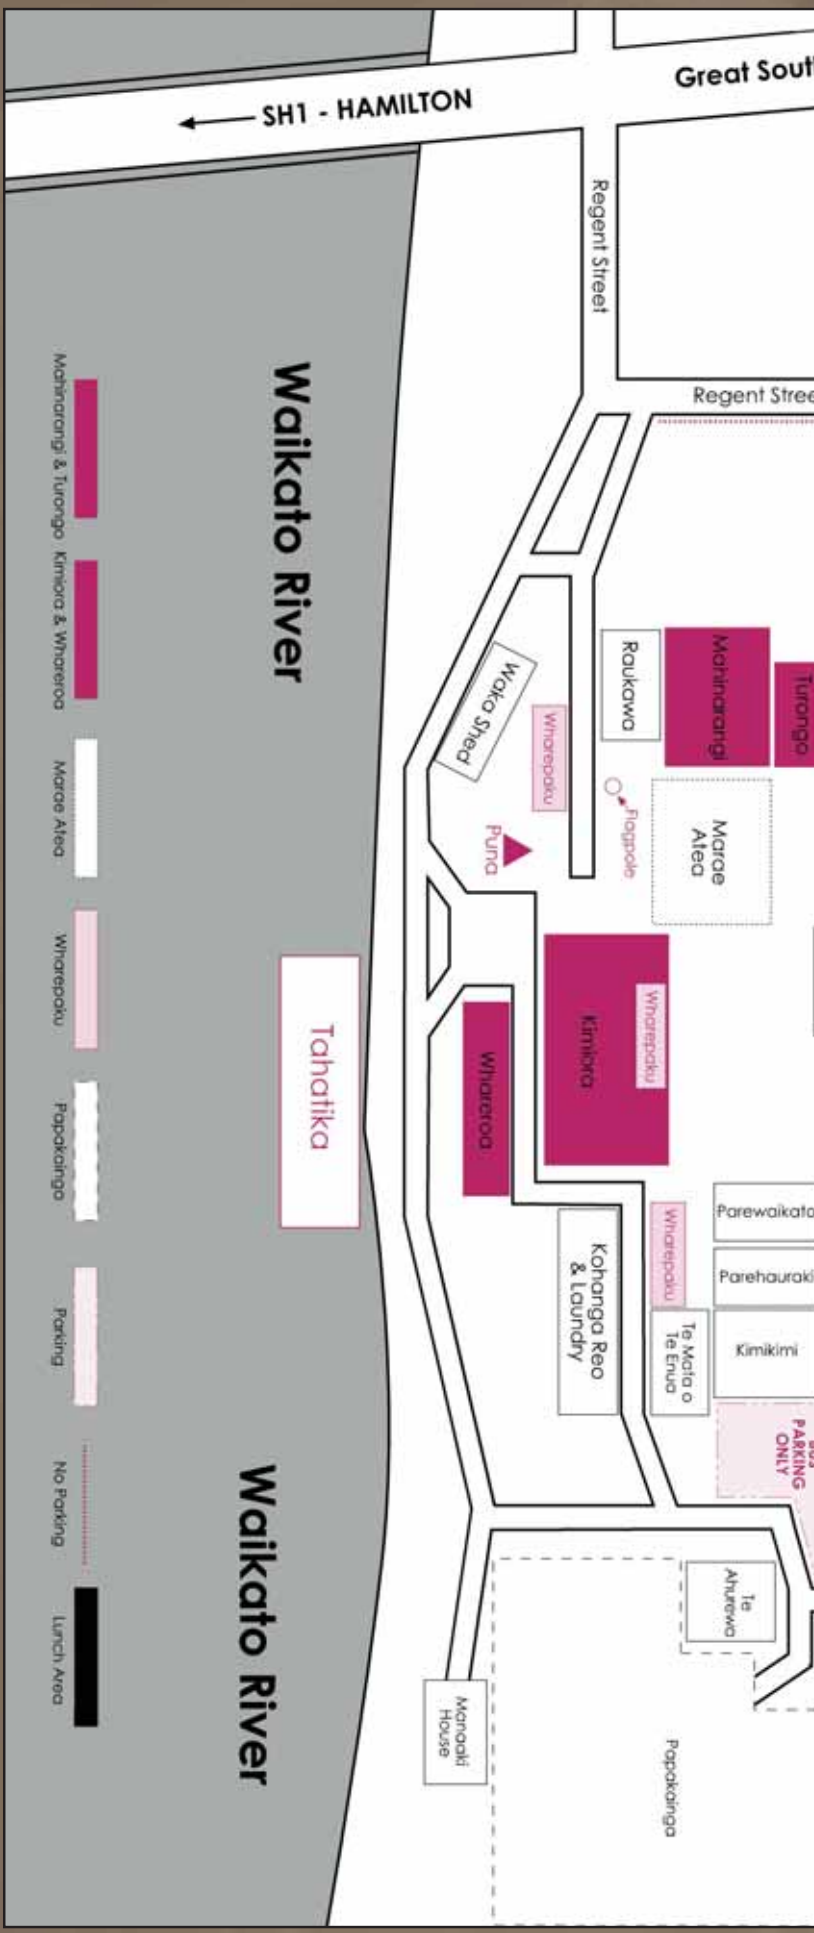 Great Sout
SH1 - HAMILTON
Regent Street
Regent Stree
Raukawa
Mahinarangi
Turongo
Waka Shed
Wharepaku
Flagpole
Marae
Atea
Puna
Kimiora
Wharepaku
Whareroa
Tahatika
Parewaikato
Parehauraki
Kimikimi
Wharepaku
Te Mata o
Te Enua
Kohanga Reo
& Laundry
BUS
PARKING
ONLY
Te
Ahurewa
Manaaki
House
Papakainga
Waikato River
Waikato River
Mahinarangi & Turongo
Kimiora & Whareroa
Marae Atea
Wharepaku
Papakainga
Parking
No Parking
Lunch Area